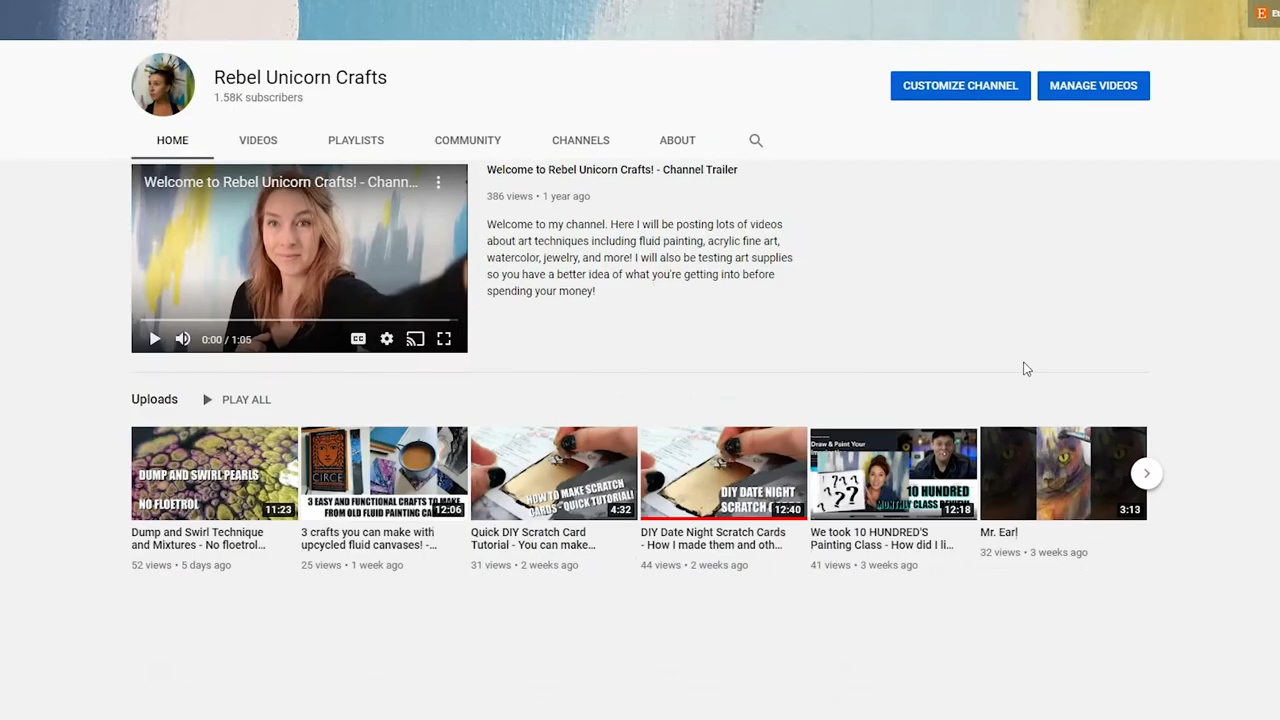 Rebel Unicorn Crafts
1.58K subscribers
CUSTOMIZE CHANNEL
MANAGE VIDEOS
HOME
VIDEOS
PLAYLISTS
COMMUNITY
CHANNELS
ABOUT
Welcome to Rebel Unicorn Crafts! - Chann...
0:00 / 1:05
Welcome to Rebel Unicorn Crafts! - Channel Trailer
386 views • 1 year ago
Welcome to my channel. Here I will be posting lots of videos
about art techniques including fluid painting, acrylic fine art,
watercolor, jewelry, and more! I will also be testing art supplies
so you have a better idea of what you're getting into before
spending your money!
Uploads
PLAY ALL
DUMP AND SWIRL PEARLS
NO FLOETROL
11:23
Dump and Swirl Technique
and Mixtures - No floetrol...
52 views • 5 days ago
CIRCE
3 EASY AND FUNCTIONAL CRAFTS TO MAKE
FROM OLD FLUID PAINTING CA
12:06
3 crafts you can make with
upcycled fluid canvases! -...
25 views • 1 week ago
HOW TO MAKE SCRATCH
CARDS - QUICK TUTORIAL!
4:32
Quick DIY Scratch Card
Tutorial - You can make...
31 views • 2 weeks ago
DIY DATE NIGHT
SCRATCH C
12:40
DIY Date Night Scratch Cards
- How I made them and oth...
44 views • 2 weeks ago
Draw & Paint Your
???
10 HUNDRED
MONTHLY CLASS REVIEW
12:18
We took 10 HUNDRED'S
Painting Class - How did I li...
41 views • 3 weeks ago
3:13
Mr. Earl
32 views • 3 weeks ago